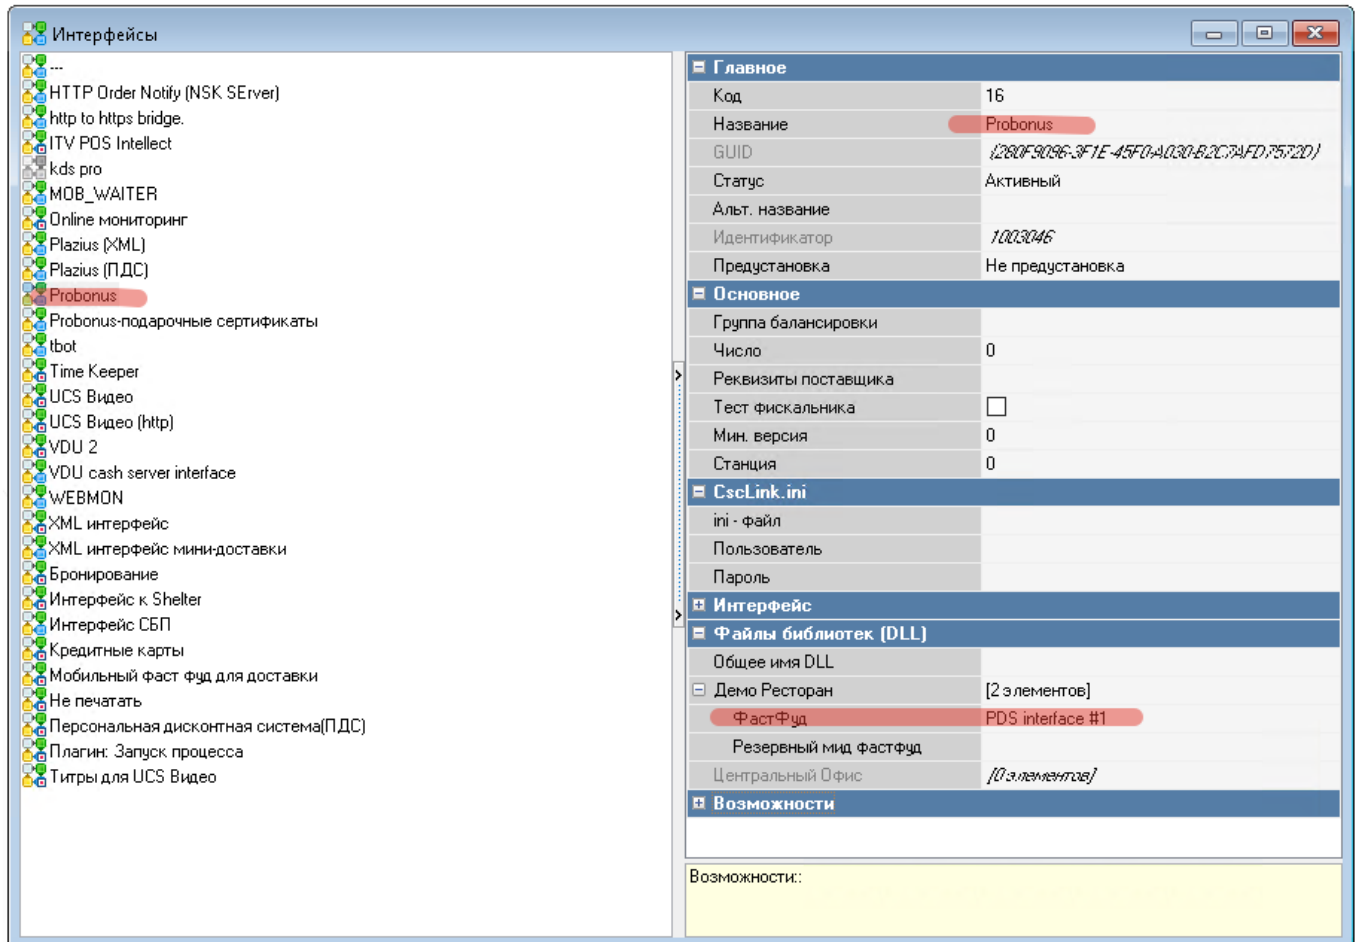 Интерфейсы
---
HTTP Order Notify (NSK SErver)
http to https bridge.
ITV POS Intellect
kds pro
MOB_WAITER
Online мониторинг
Plazius (XML)
Plazius (ПДС)
Probonus
Probonus-подарочные сертификаты
tbot
Time Keeper
UCS Видео
UCS Видео (http)
VDU 2
VDU cash server interface
WEBMON
XML интерфейс
XML интерфейс мини-доставки
Бронирование
Интерфейс к Shelter
Интерфейс СБП
Кредитные карты
Мобильный фаст фуд для доставки
Не печатать
Персональная дисконтная система(ПДС)
Плагин: Запуск процесса
Титры для UCS Видео
Главное
Код 16
Название Probonus
GUID {280F9096-3F1E-45F0-A030-B2C7AFD7572D}
Статус Активный
Альт. название
Идентификатор 1003046
Предустановка Не предустановка
Основное
Группа балансировки
Число 0
Реквизиты поставщика
Тест фискальника
Мин. версия 0
Станция 0
CscLink.ini
ini - файл
Пользователь
Пароль
Интерфейс
Файлы библиотек (DLL)
Общее имя DLL
Демо Ресторан [2 элементов]
ФастФуд PDS interface #1
Резервный мид фастфуд
Центральный Офис [0 элементов]
Возможности
Возможности::